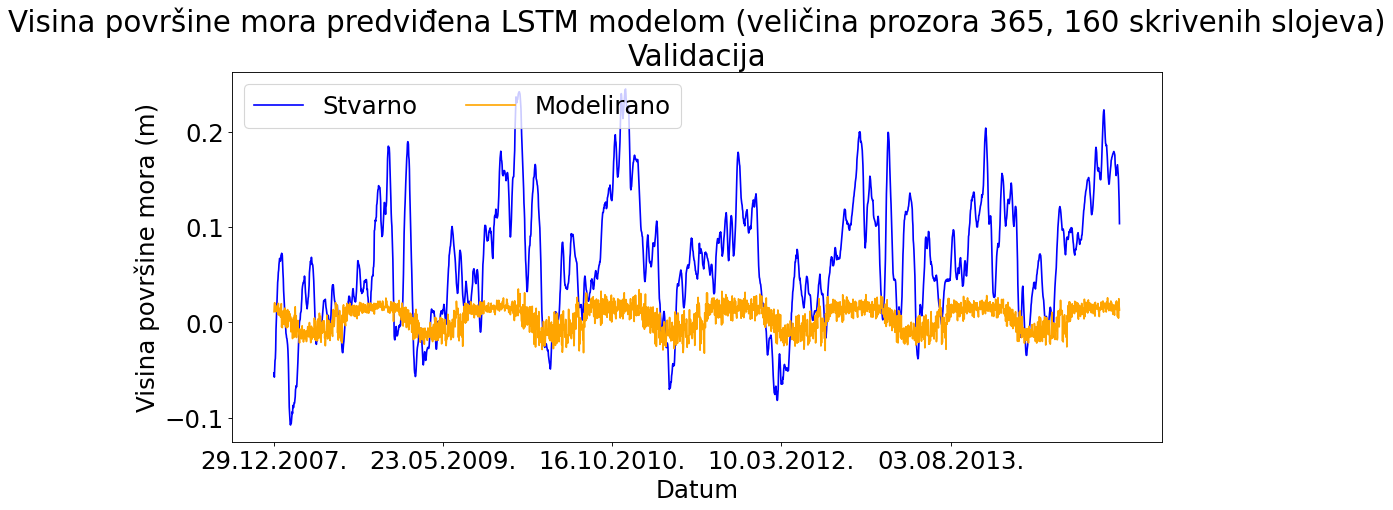 Visina površine mora predviđena LSTM modelom (veličina prozora 365, 160 skrivenih slojeva)
Validacija
Stvarno
Modelirano
Visina površine mora (m)
0.2
0.1
0.0
−0.1
29.12.2007.
23.05.2009.
16.10.2010.
10.03.2012.
03.08.2013.
Datum